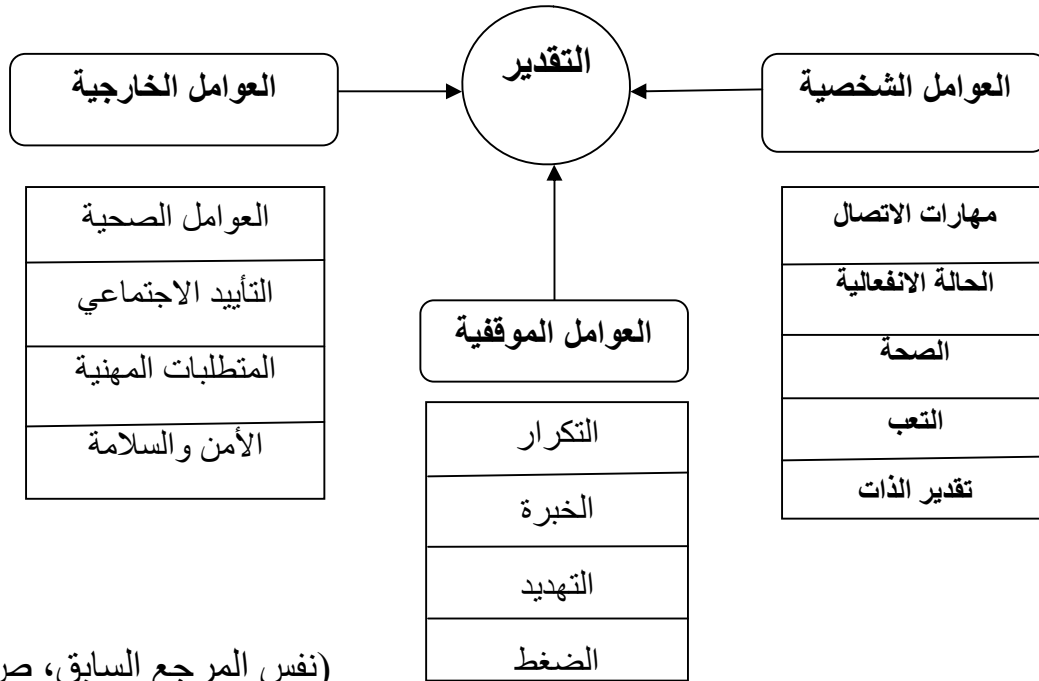 التقدير
العوامل الشخصية
العوامل الخارجية
مهارات الاتصال
الحالة الانفعالية
الصحة
التعب
تقدير الذات
العوامل الصحية
التأييد الاجتماعي
المتطلبات المهنية
الأمن والسلامة
العوامل الموقفية
التكرار
الخبرة
التهديد
الضغط
(نفس المرجع السابق، ص